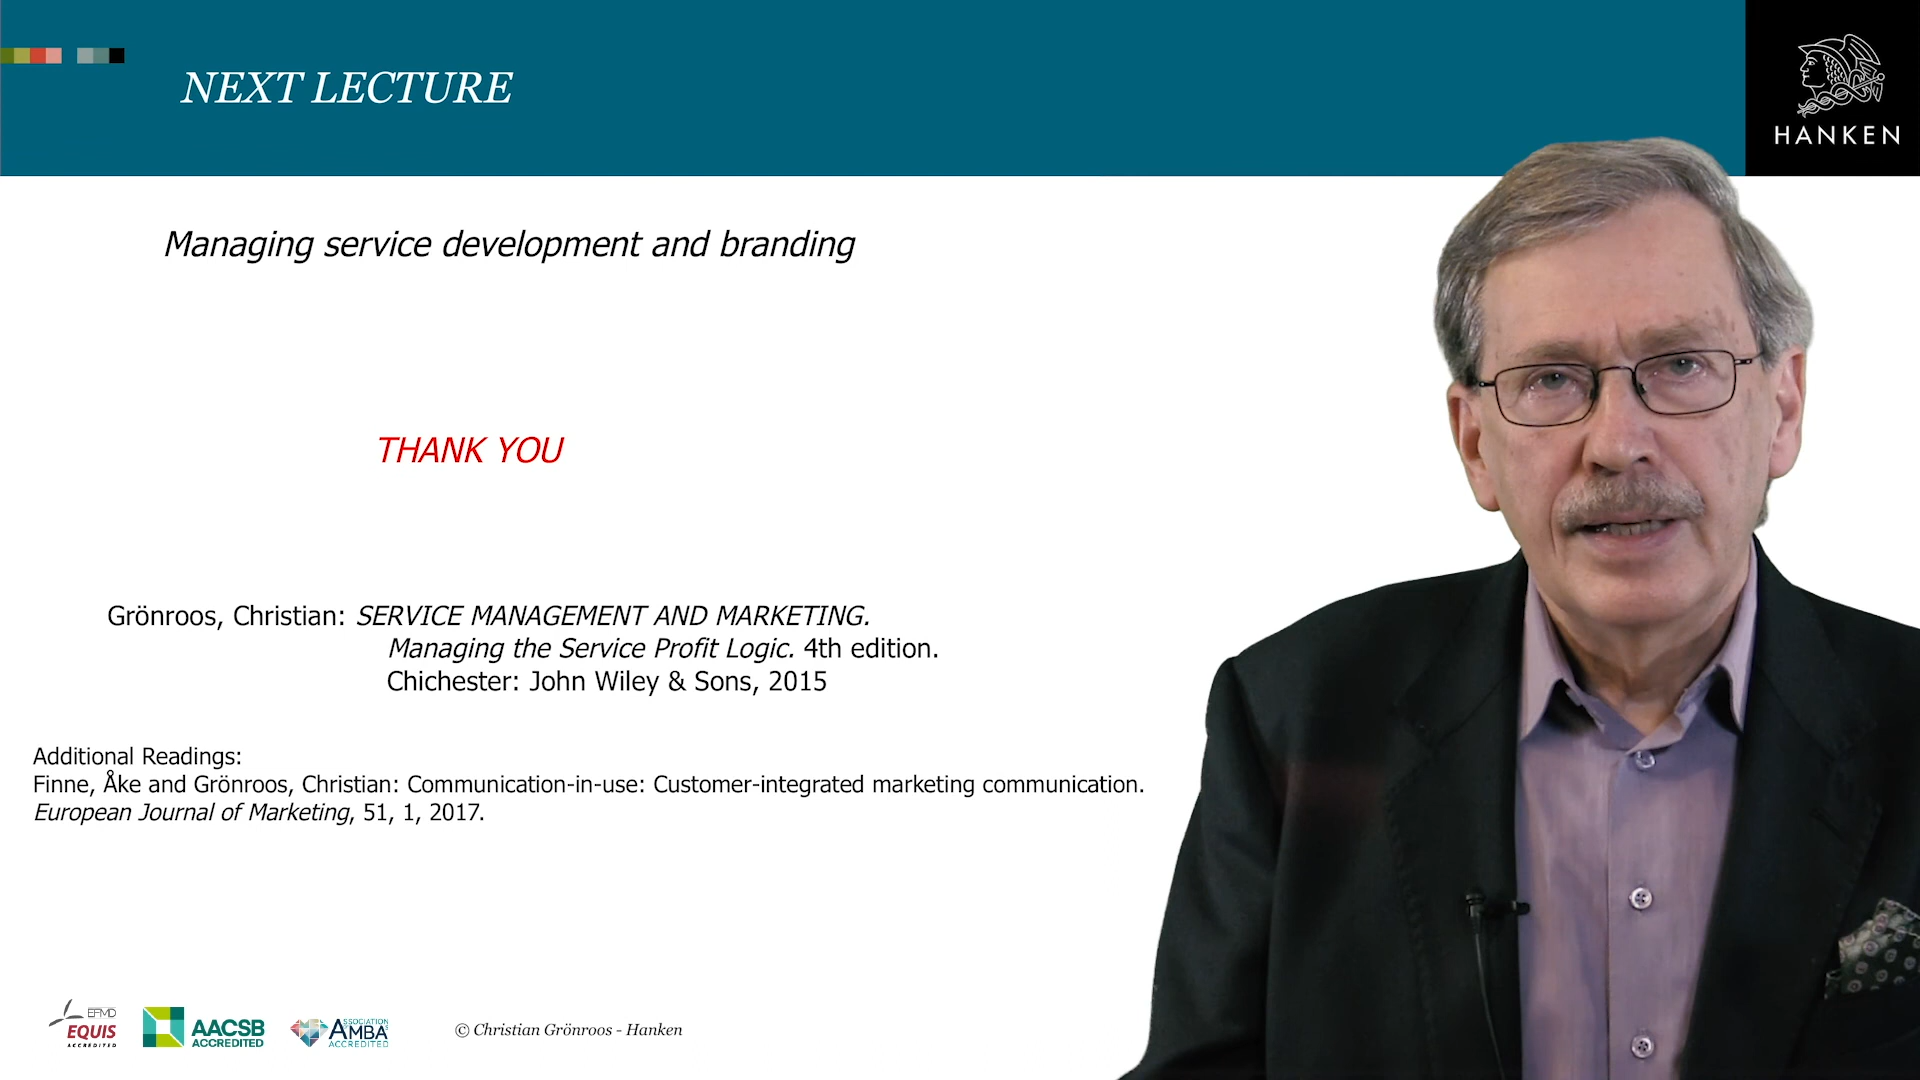 NEXT LECTURE
HANKEN
Managing service development and branding
THANK YOU
Grönroos, Christian: SERVICE MANAGEMENT AND MARKETING.
Managing the Service Profit Logic. 4th edition.
Chichester: John Wiley & Sons, 2015
Additional Readings:
Finne, Åke and Grönroos, Christian: Communication-in-use: Customer-integrated marketing communication.
European Journal of Marketing, 51, 1, 2017.
EFMD
EQUIS
ACCREDITED
AACSB
ACCREDITED
ASSOCIATION
AMBA
ACCREDITED
© Christian Grönroos - Hanken